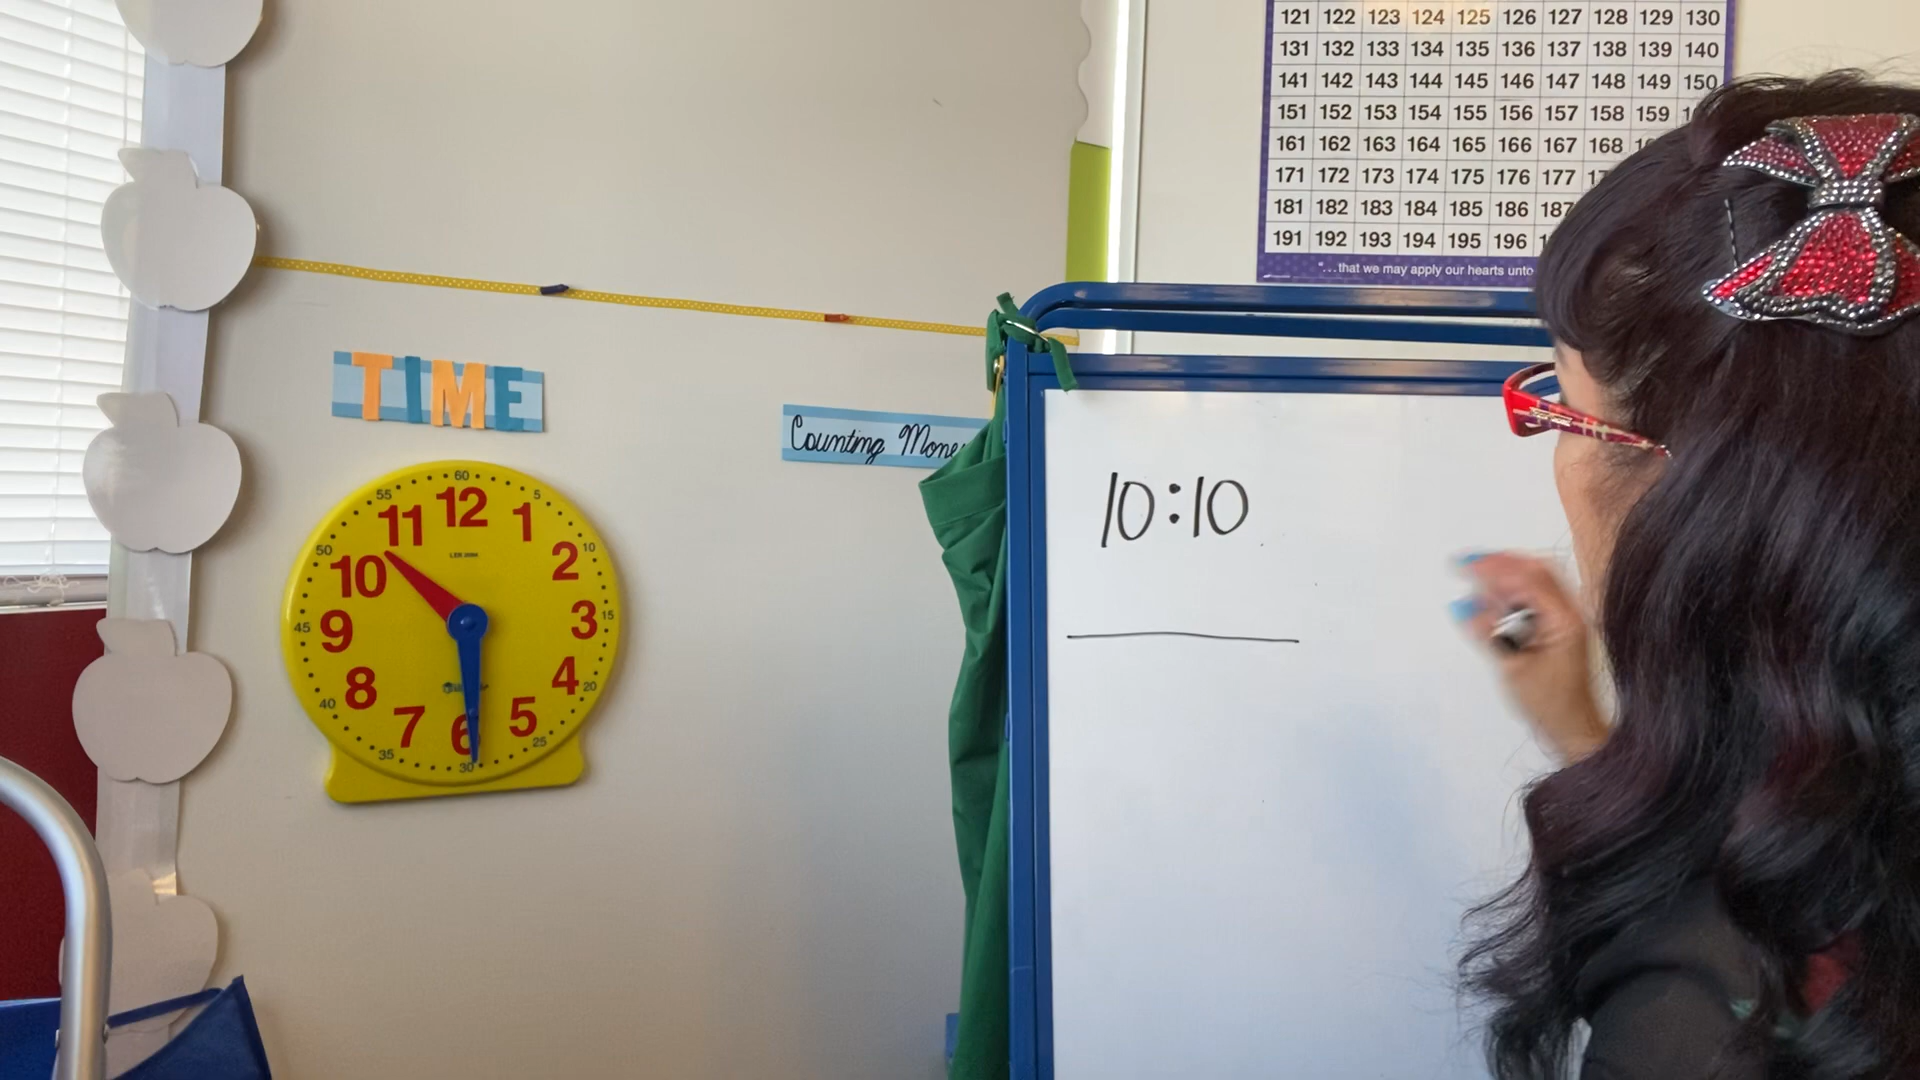 121 122 123 124 125 126 127 128 129 130
131 132 133 134 135 136 137 138 139 140
141 142 143 144 145 146 147 148 149 150
151 152 153 154 155 156 157 158 159
161 162 163 164 165 166 167 168
171 172 173 174 175 176 177
181 182 183 184 185 186 187
191 192 193 194 195 196
"...that we may apply our hearts unto
TIME
Counting Mone
60
55 5
12
11 1
50 10
10 2
9 3
45 15
8 4
40 20
7 5
6
35 25
30
10:10